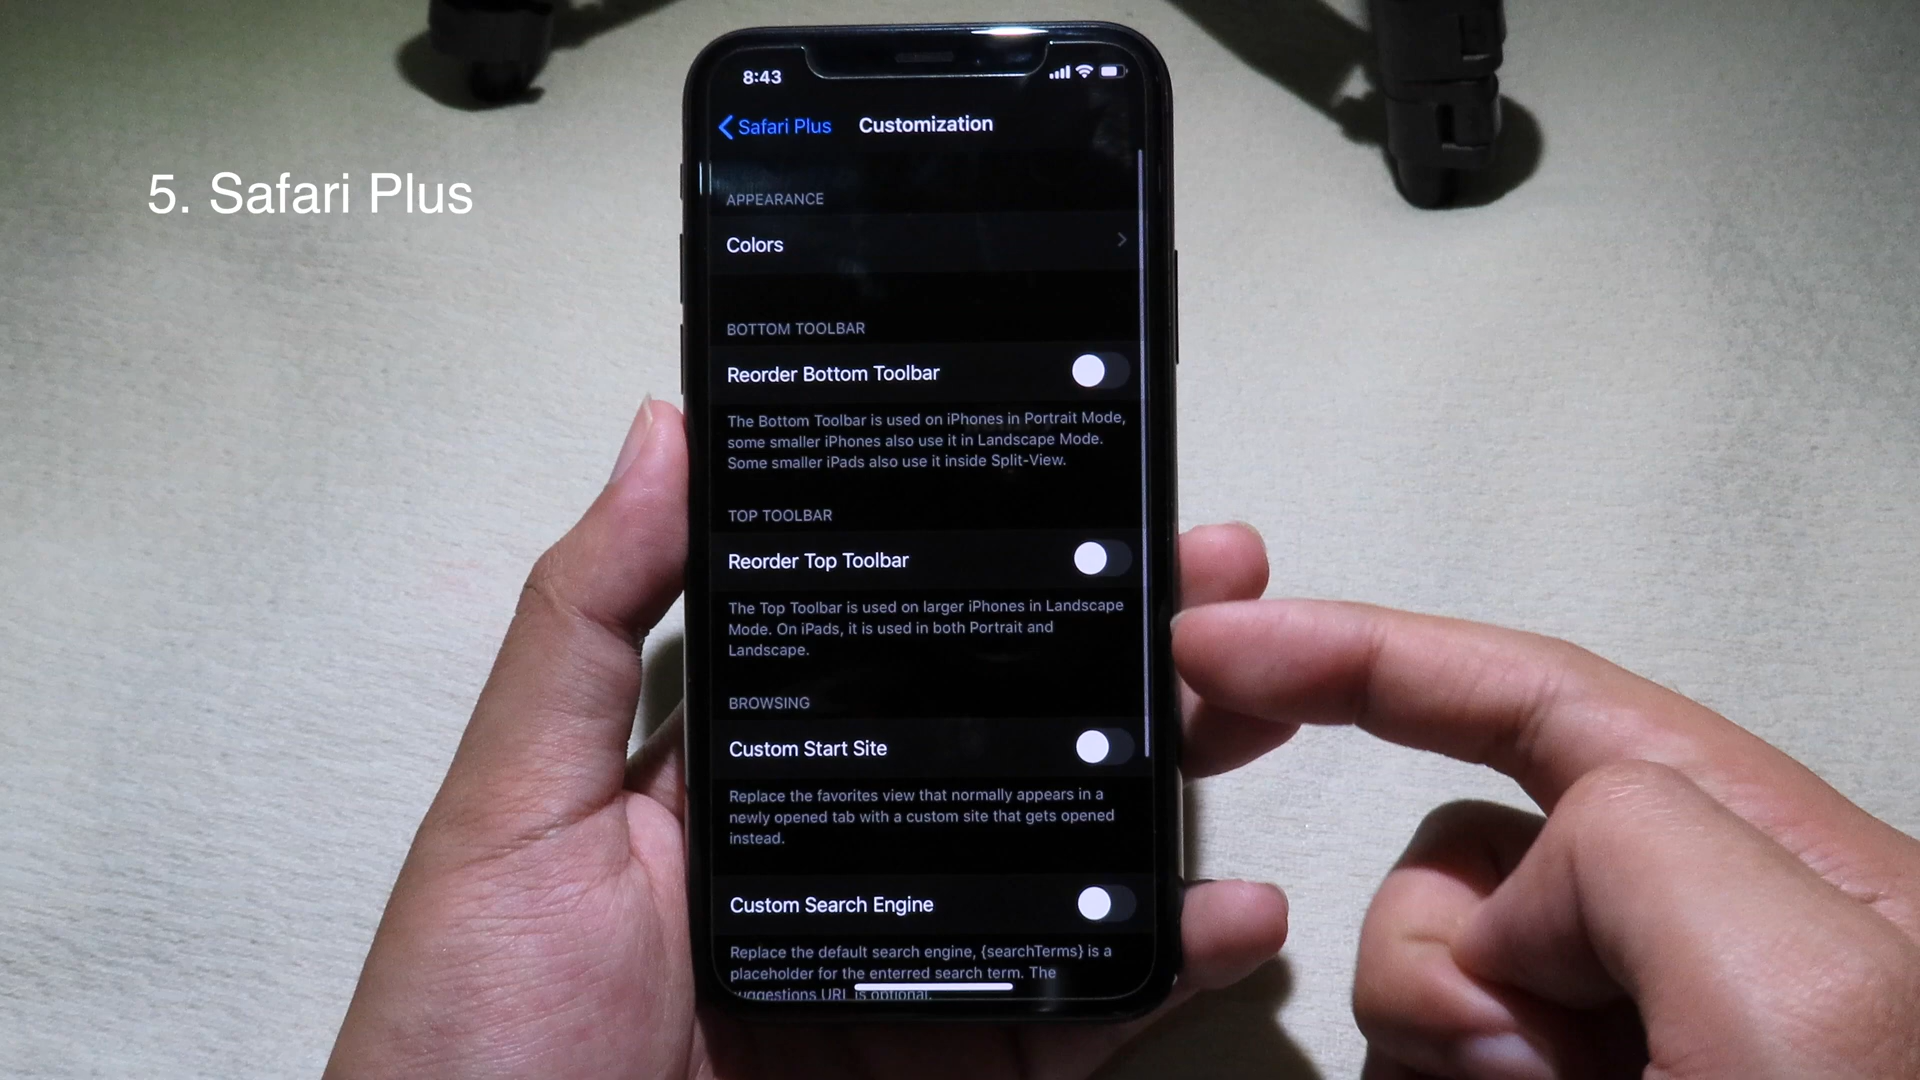 8:43
Safari Plus
Customization
5. Safari Plus
APPEARANCE
Colors
BOTTOM TOOLBAR
Reorder Bottom Toolbar
The Bottom Toolbar is used on iPhones in Portrait Mode,
some smaller iPhones also use it in Landscape Mode.
Some smaller iPads also use it inside Split-View.
TOP TOOLBAR
Reorder Top Toolbar
The Top Toolbar is used on larger iPhones in Landscape
Mode. On iPads, it is used in both Portrait and
Landscape.
BROWSING
Custom Start Site
Replace the favorites view that normally appears in a
newly opened tab with a custom site that gets opened
instead.
Custom Search Engine
Replace the default search engine, {searchTerms} is a
placeholder for the enterred search term. The
suggestions URL is optional.